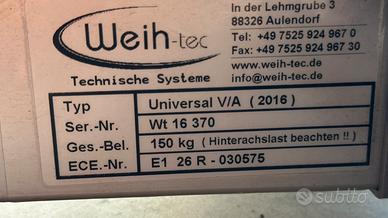 Weih-tec
Technische Systeme
In der Lehmgrube 3
88326 Aulendorf
Tel: +49 7525 924 967 0
Fax: +49 7525 924 967 30
www.weih-tec.de
info@weih-tec.de
Typ Universal V/A ( 2016 )
Ser.-Nr. Wt 16 370
Ges.-Bel. 150 kg ( Hinterachslast beachten !! )
ECE.-Nr. E1 26 R - 030575
subito